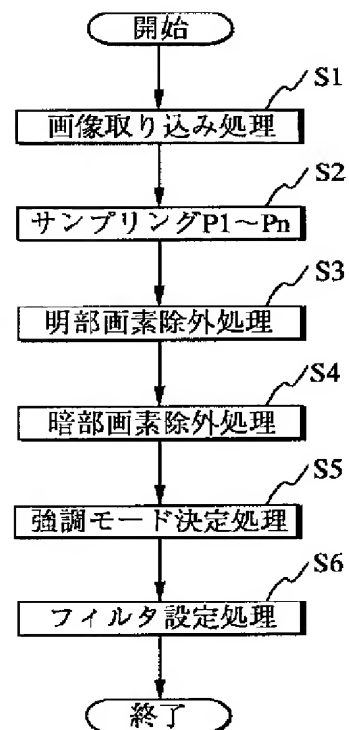 開始
S1
画像取り込み処理
S2
サンプリングP1～Pn
S3
明部画素除外処理
S4
暗部画素除外処理
S5
強調モード決定処理
S6
フィルタ設定処理
終了